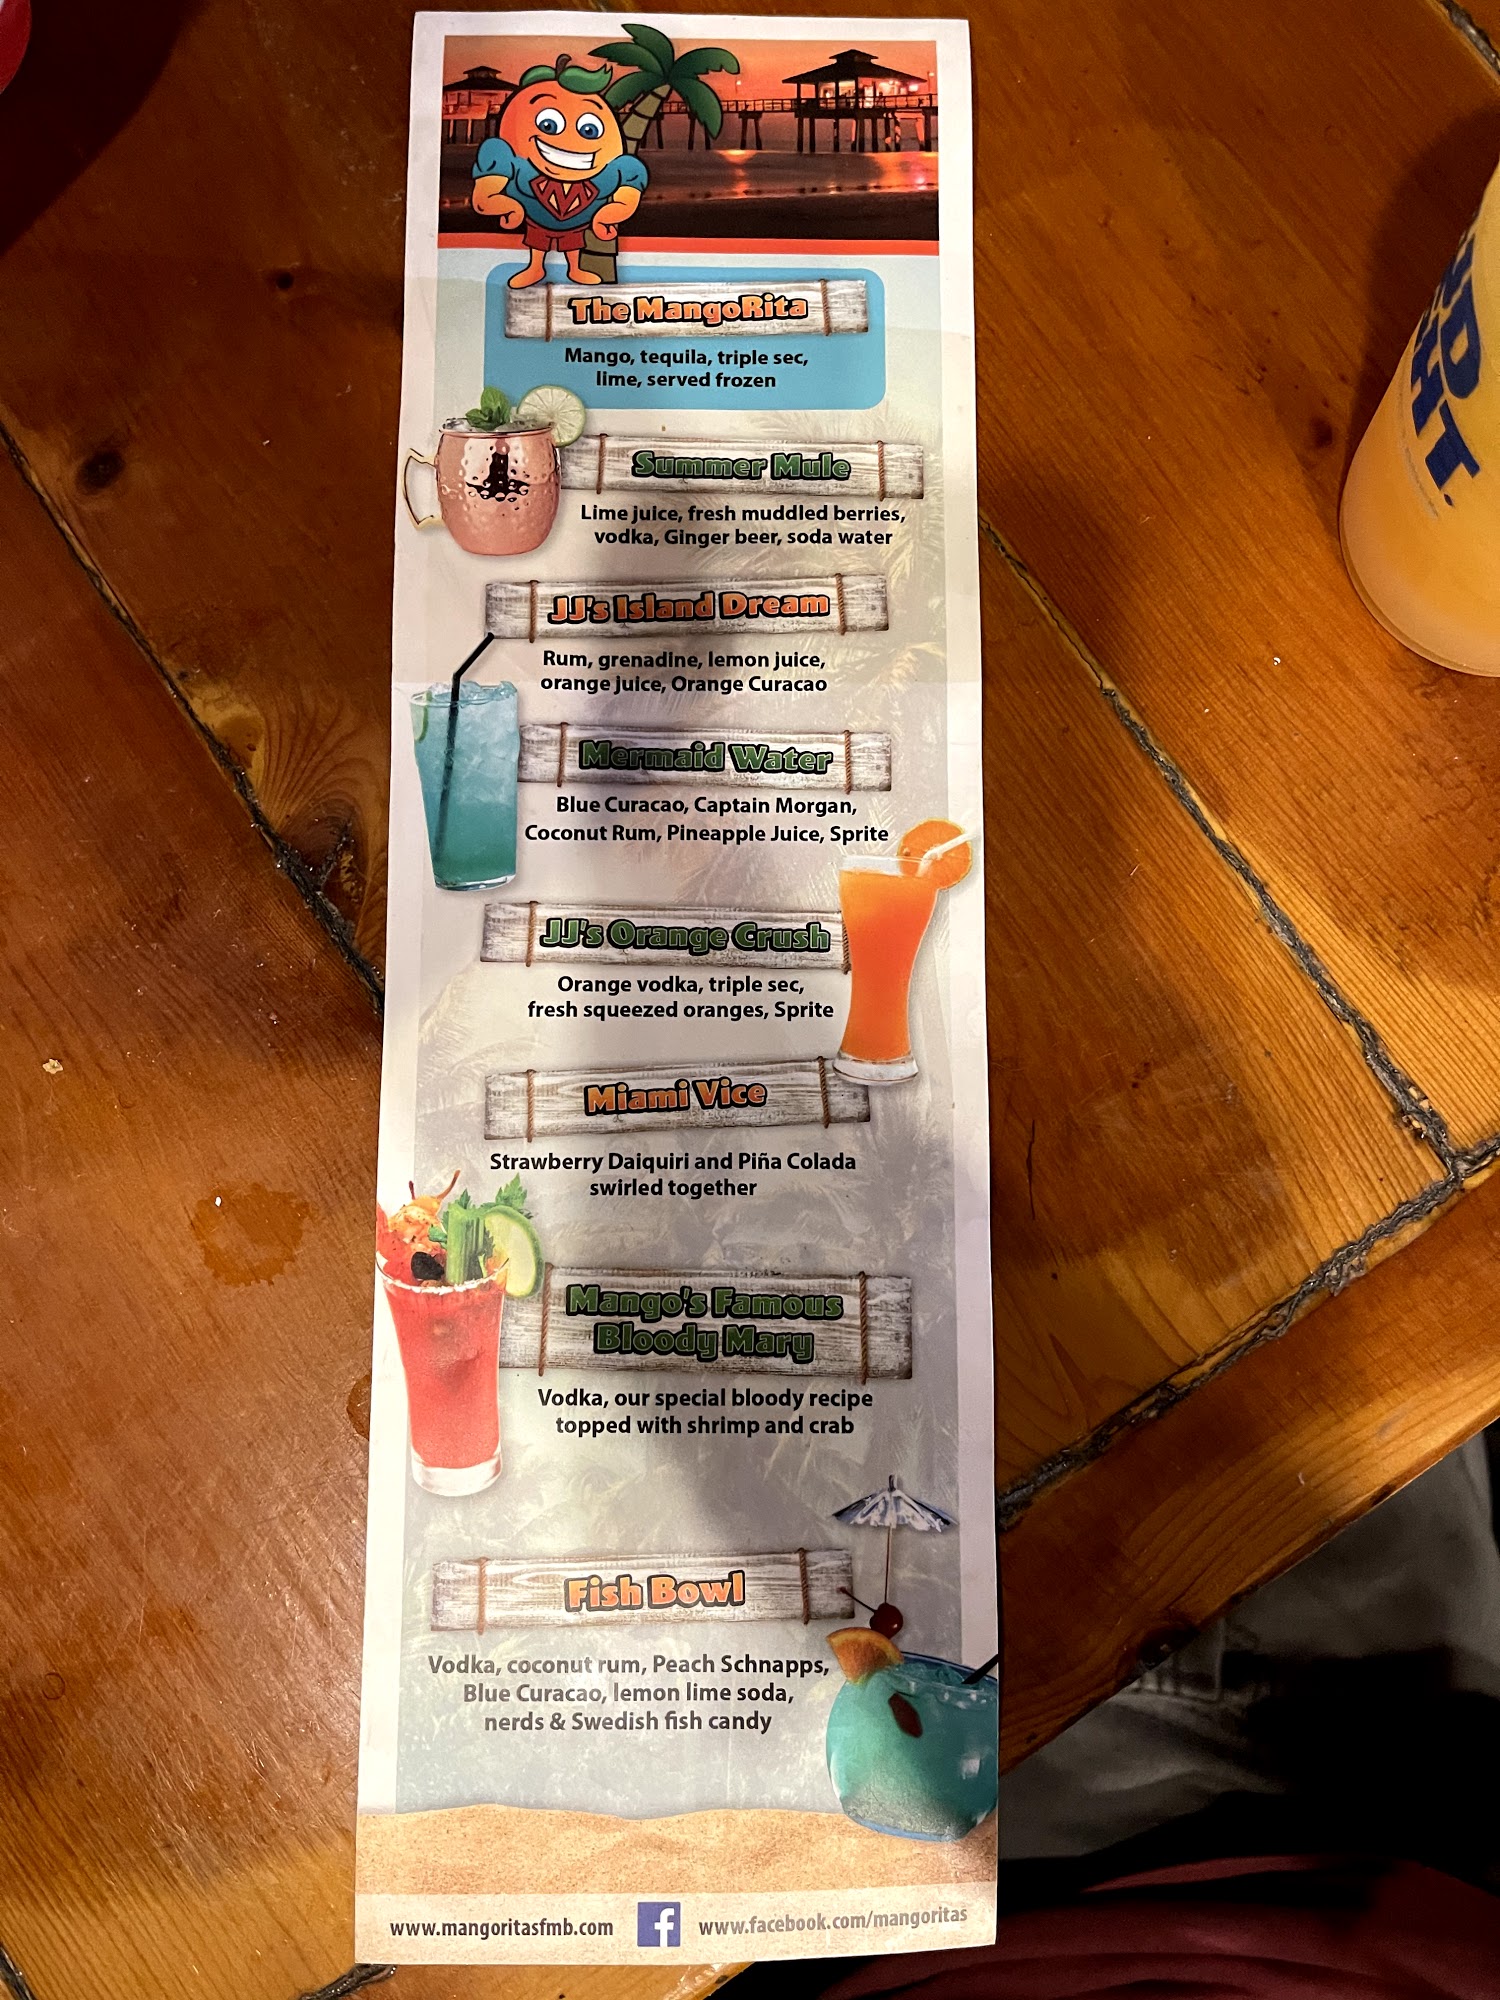 M
The MangoRita
Mango, tequila, triple sec,
lime, served frozen
Summer Mule
Lime juice, fresh muddled berries,
vodka, Ginger beer, soda water
JJ's Island Dream
Rum, grenadine, lemon juice,
orange juice, Orange Curacao
Mermaid Water
Blue Curacao, Captain Morgan,
Coconut Rum, Pineapple Juice, Sprite
JJ's Orange Crush
Orange vodka, triple sec,
fresh squeezed oranges, Sprite
Miami Vice
Strawberry Daiquiri and Piña Colada
swirled together
Mango's Famous
Bloody Mary
Vodka, our special bloody recipe
topped with shrimp and crab
Fish Bowl
Vodka, coconut rum, Peach Schnapps,
Blue Curacao, lemon lime soda,
nerds & Swedish fish candy
www.mangoritasfmb.com
f
www.facebook.com/mangoritas